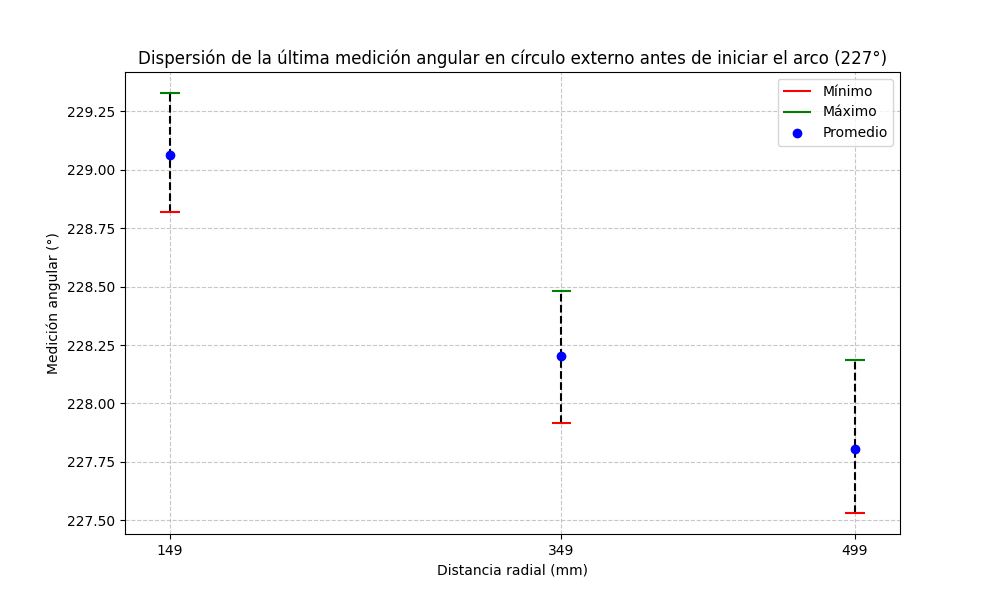 Dispersión de la última medición angular en círculo externo antes de iniciar el arco (227°)
Mínimo
Máximo
Promedio
229.25
229.00
228.75
228.50
228.25
228.00
227.75
227.50
Medición angular (°)
149
349
499
Distancia radial (mm)